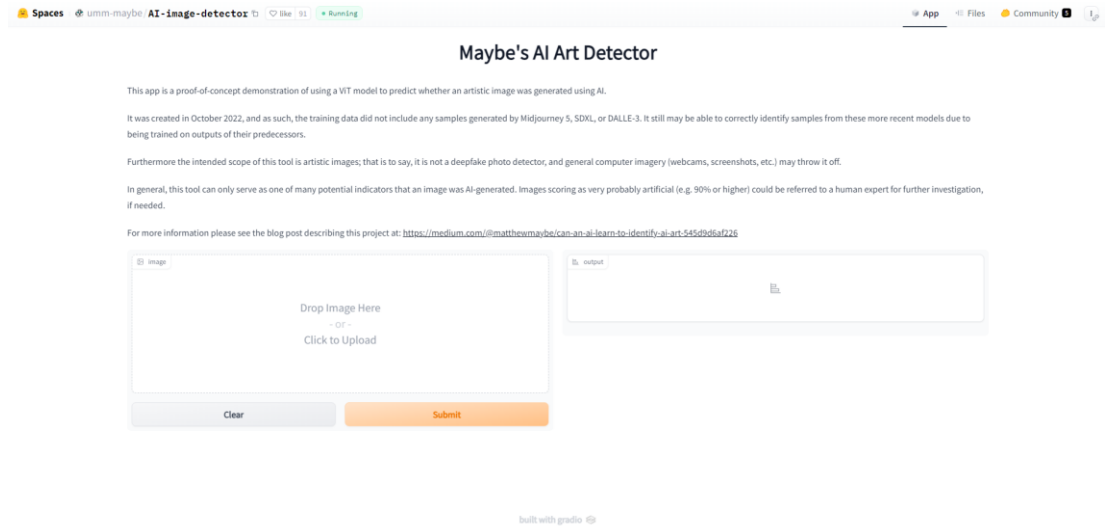 Spaces umm-maybe/AI-image-detector like 91 Running App Files Community 5
Maybe's AI Art Detector
This app is a proof-of-concept demonstration of using a ViT model to predict whether an artistic image was generated using AI.
It was created in October 2022, and as such, the training data did not include any samples generated by Midjourney 5, SDXL, or DALLE-3. It still may be able to correctly identify samples from these more recent models due to
being trained on outputs of their predecessors.
Furthermore the intended scope of this tool is artistic images; that is to say, it is not a deepfake photo detector, and general computer imagery (webcams, screenshots, etc.) may throw it off.
In general, this tool can only serve as one of many potential indicators that an image was AI-generated. Images scoring as very probably artificial (e.g. 90% or higher) could be referred to a human expert for further investigation,
if needed.
For more information please see the blog post describing this project at: https://medium.com/@matthewmaybe/can-an-ai-learn-to-identify-ai-art-545d9d6af226
image
output
Drop Image Here
- or -
Click to Upload
Clear
Submit
built with gradio